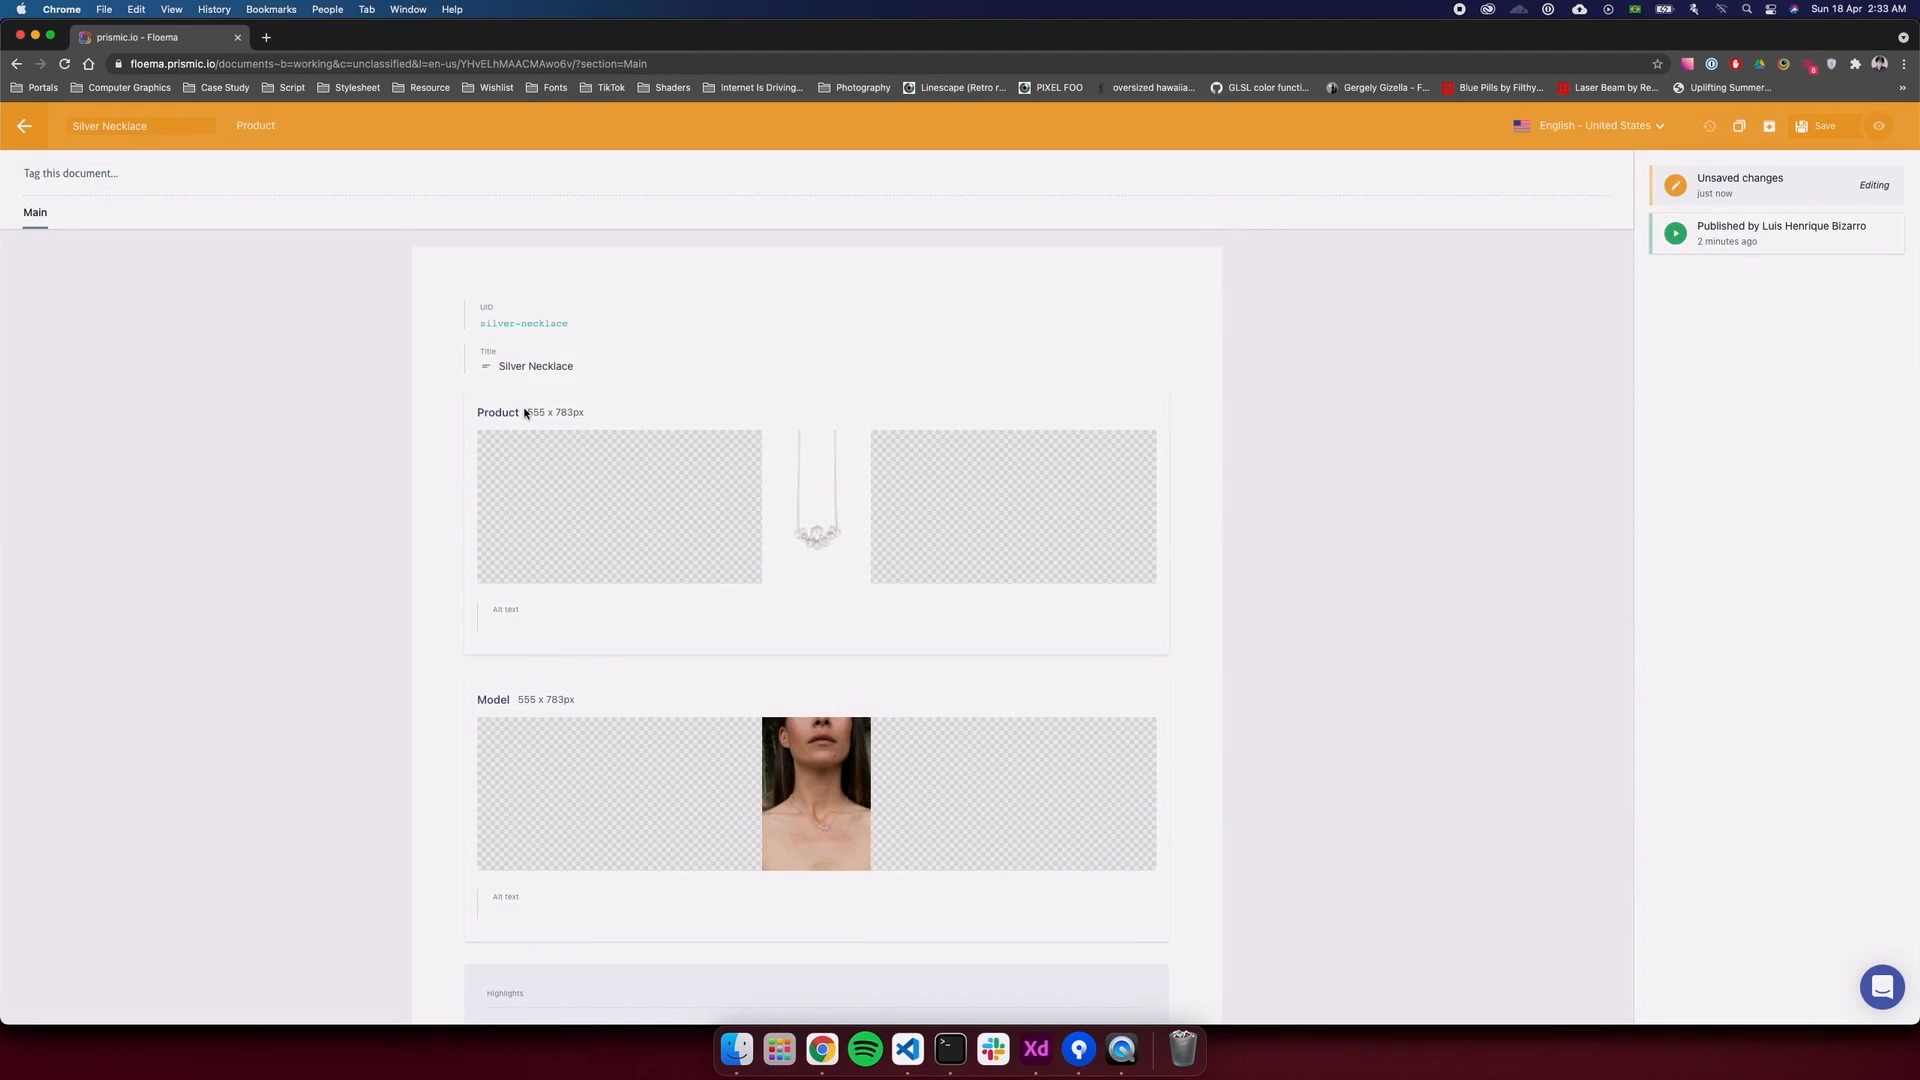 Chrome File Edit View History Bookmarks People Tab Window Help
Sun 18 Apr 2:33 AM
prismic.io - Floema
floema.prismic.io/documents~b=working&c=unclassified&l=en-us/YHvELhMAACMAwo6v/?section=Main
8
Portals Computer Graphics Case Study Script Stylesheet Resource Wishlist Fonts TikTok Shaders Internet Is Driving... Photography Linescape (Retro r... PIXEL FOO oversized hawaiia... GLSL color functi... Gergely Gizella - F... Blue Pills by Filthy... Laser Beam by Re... Uplifting Summer... »
Silver Necklace Product English - United States Save
Tag this document...
Main
Unsaved changes
just now
Editing
Published by Luis Henrique Bizarro
2 minutes ago
UID
silver-necklace
Title
Silver Necklace
Product 555 x 783px
Alt text
Model 555 x 783px
Alt text
Highlights
Xd